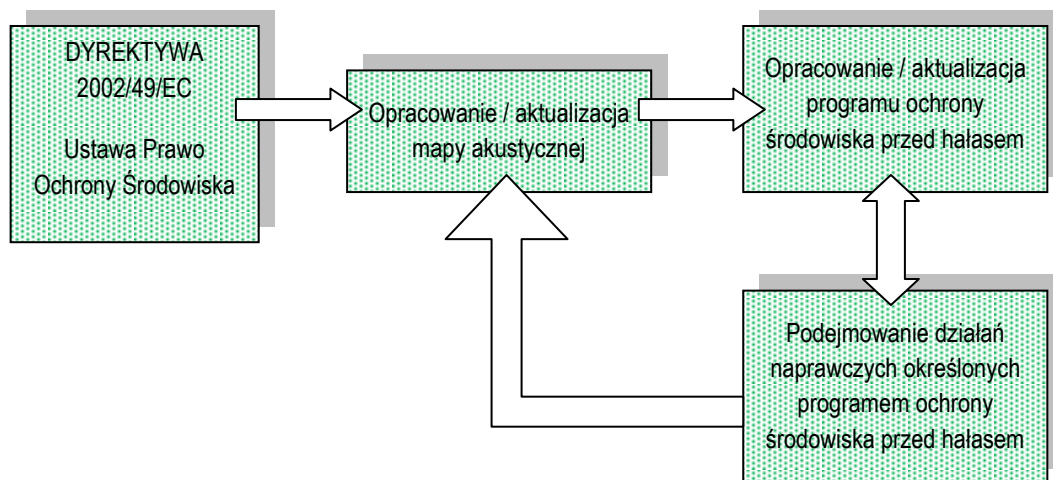 DYREKTYWA
2002/49/EC
Ustawa Prawo
Ochrony Środowiska
Opracowanie / aktualizacja
mapy akustycznej
Opracowanie / aktualizacja
programu ochrony
środowiska przed hałasem
Podejmowanie działań
naprawczych określonych
programem ochrony
środowiska przed hałasem